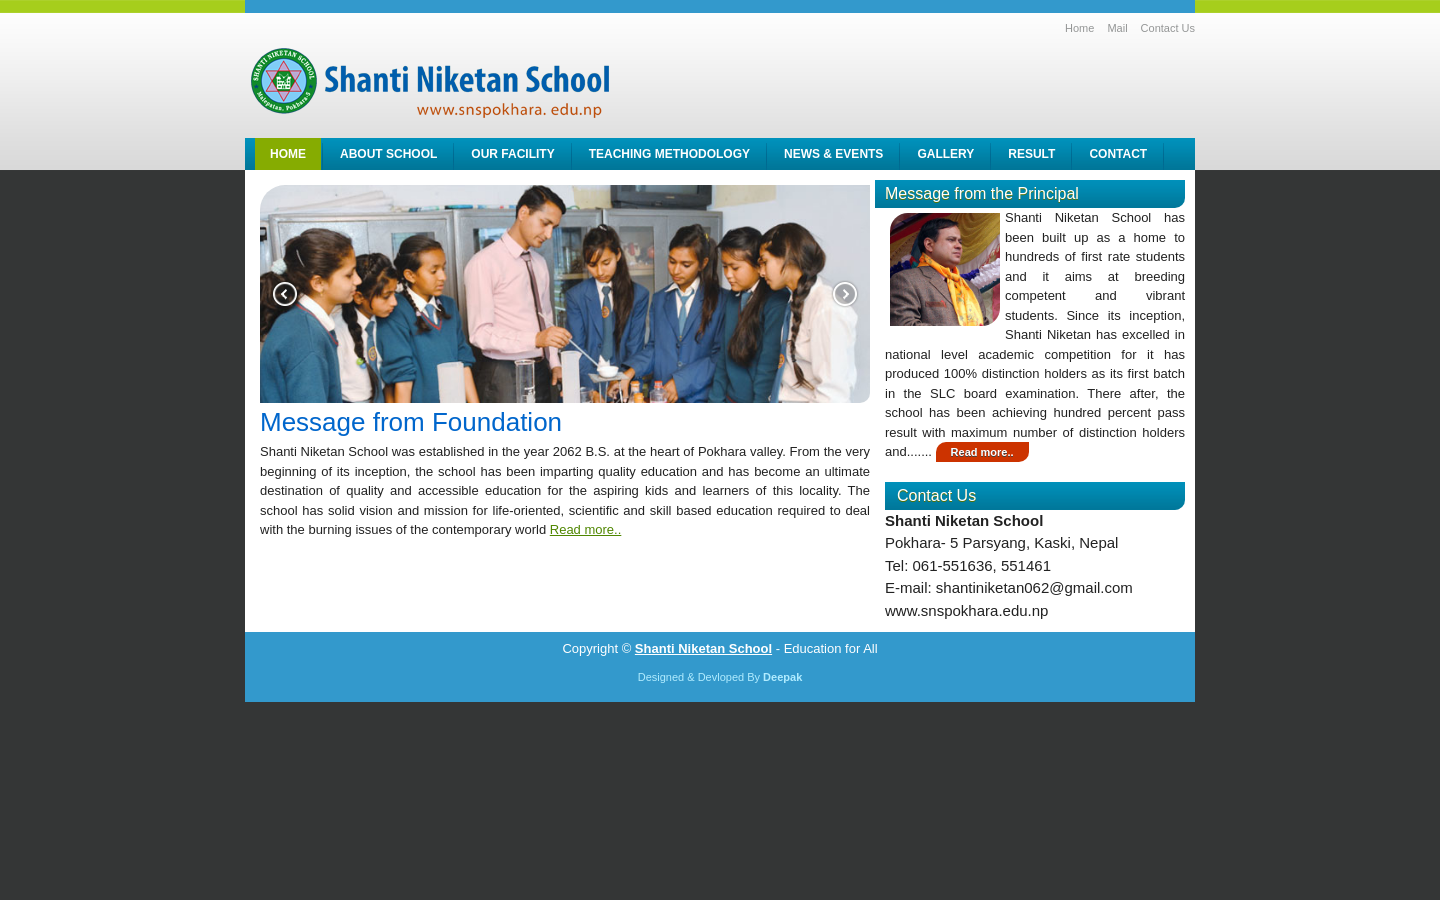 Home Mail Contact Us
SHANTI NIKETAN SCHOOL
Malepatan, Pokhara-5
Shanti Niketan School
www.snspokhara. edu.np
HOME ABOUT SCHOOL OUR FACILITY TEACHING METHODOLOGY NEWS & EVENTS GALLERY RESULT CONTACT
Message from Foundation
Shanti Niketan School was established in the year 2062 B.S. at the heart of Pokhara valley. From the very
beginning of its inception, the school has been imparting quality education and has become an ultimate
destination of quality and accessible education for the aspiring kids and learners of this locality. The
school has solid vision and mission for life-oriented, scientific and skill based education required to deal
with the burning issues of the contemporary world Read more..
Message from the Principal
Shanti Niketan School has
been built up as a home to
hundreds of first rate students
and it aims at breeding
competent and vibrant
students. Since its inception,
Shanti Niketan has excelled in
national level academic competition for it has
produced 100% distinction holders as its first batch
in the SLC board examination. There after, the
school has been achieving hundred percent pass
result with maximum number of distinction holders
and....... Read more..
Contact Us
Shanti Niketan School
Pokhara- 5 Parsyang, Kaski, Nepal
Tel: 061-551636, 551461
E-mail: shantiniketan062@gmail.com
www.snspokhara.edu.np
Copyright © Shanti Niketan School - Education for All
Designed & Devloped By Deepak